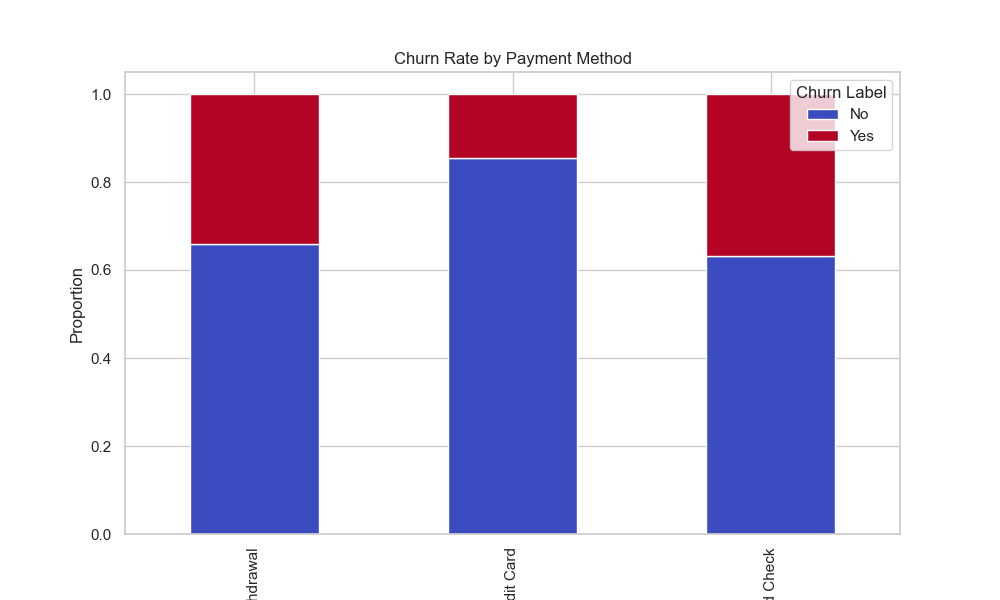 Churn Rate by Payment Method
Churn Label
No
Yes
Proportion
1.0
0.8
0.6
0.4
0.2
0.0
hdrawal
dit Card
d Check